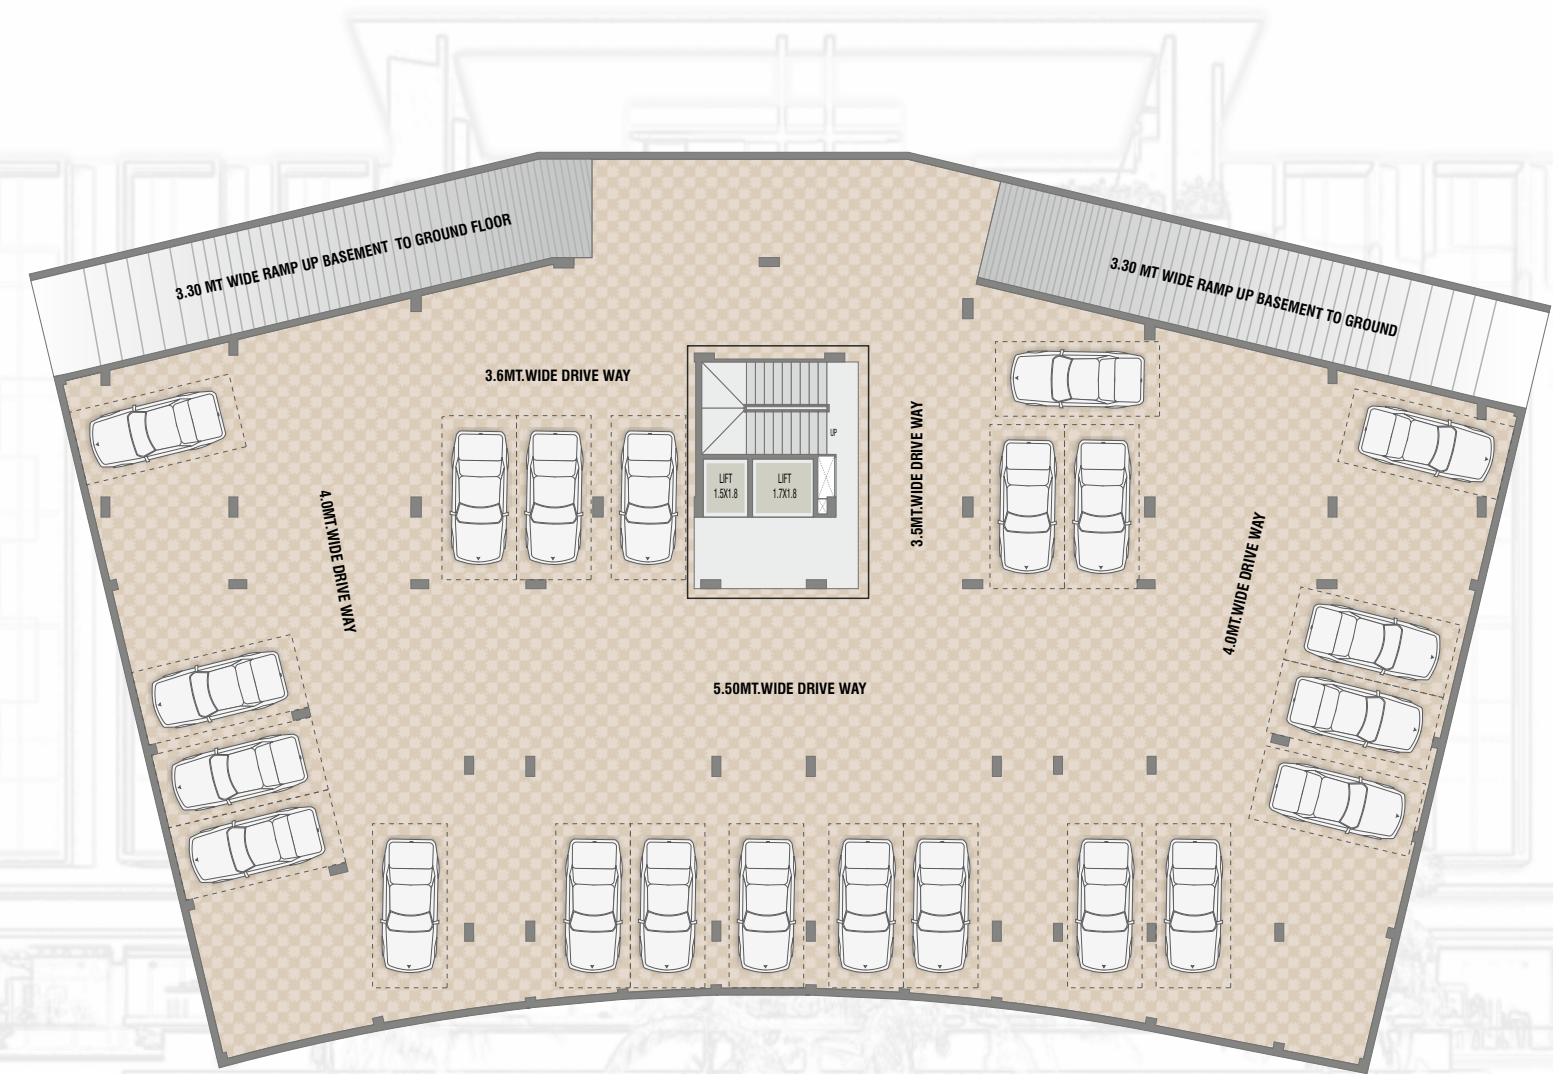 3.30 MT WIDE RAMP UP BASEMENT TO GROUND FLOOR
3.30 MT WIDE RAMP UP BASEMENT TO GROUND
3.6MT.WIDE DRIVE WAY
3.5MT.WIDE DRIVE WAY
UP
LIFT
1.5X1.8
LIFT
1.7X1.8
4.0MT.WIDE DRIVE WAY
4.0MT.WIDE DRIVE WAY
5.50MT.WIDE DRIVE WAY